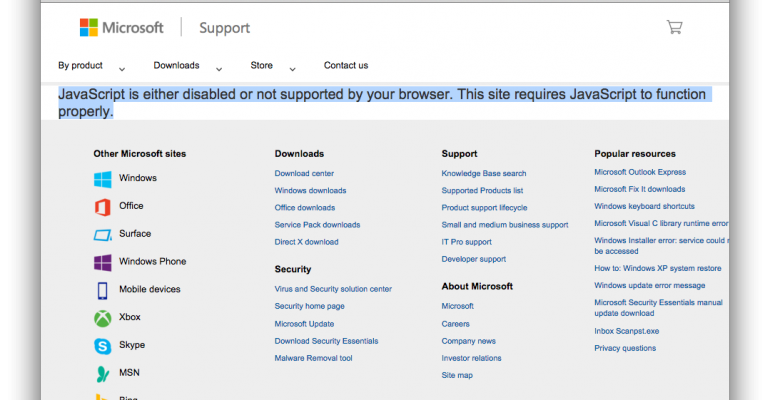 Microsoft Support
By product Downloads Store Contact us
JavaScript is either disabled or not supported by your browser. This site requires JavaScript to function
properly.
Other Microsoft sites
Windows
Office
Surface
Windows Phone
Mobile devices
Xbox
Skype
MSN
Bing
Downloads
Download center
Windows downloads
Office downloads
Service Pack downloads
Direct X download
Security
Virus and Security solution center
Security home page
Microsoft Update
Download Security Essentials
Malware Removal tool
Support
Knowledge Base search
Supported Products list
Product support lifecycle
Small and medium business support
IT Pro support
Developer support
About Microsoft
Microsoft
Careers
Company news
Investor relations
Site map
Popular resources
Microsoft Outlook Express
Microsoft Fix It downloads
Windows keyboard shortcuts
Microsoft Visual C library runtime error
Windows Installer error: service could
be accessed
How to: Windows XP system restore
Windows update error message
Microsoft Security Essentials manual
update download
Inbox Scanpst.exe
Privacy questions